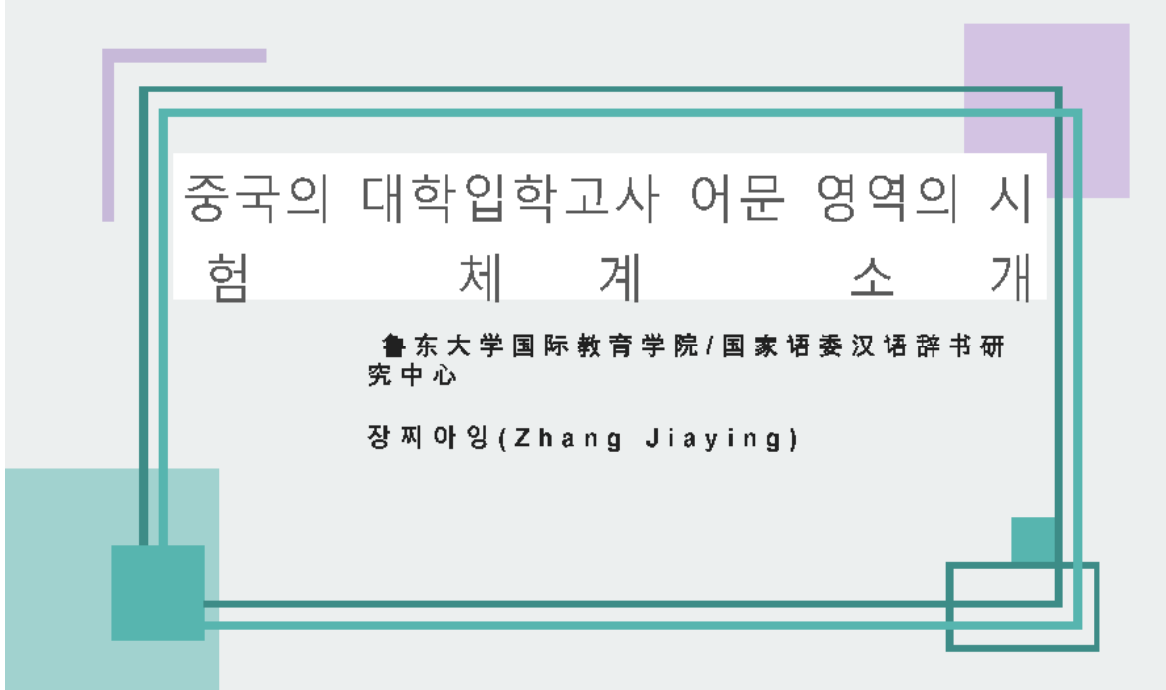 중국의 대학입학고사 어문 영역의 시
험 체 계 소 개
鲁东大学国际教育学院/国家语委汉语辞书研
究中心
장찌아잉(Zhang Jiaying)